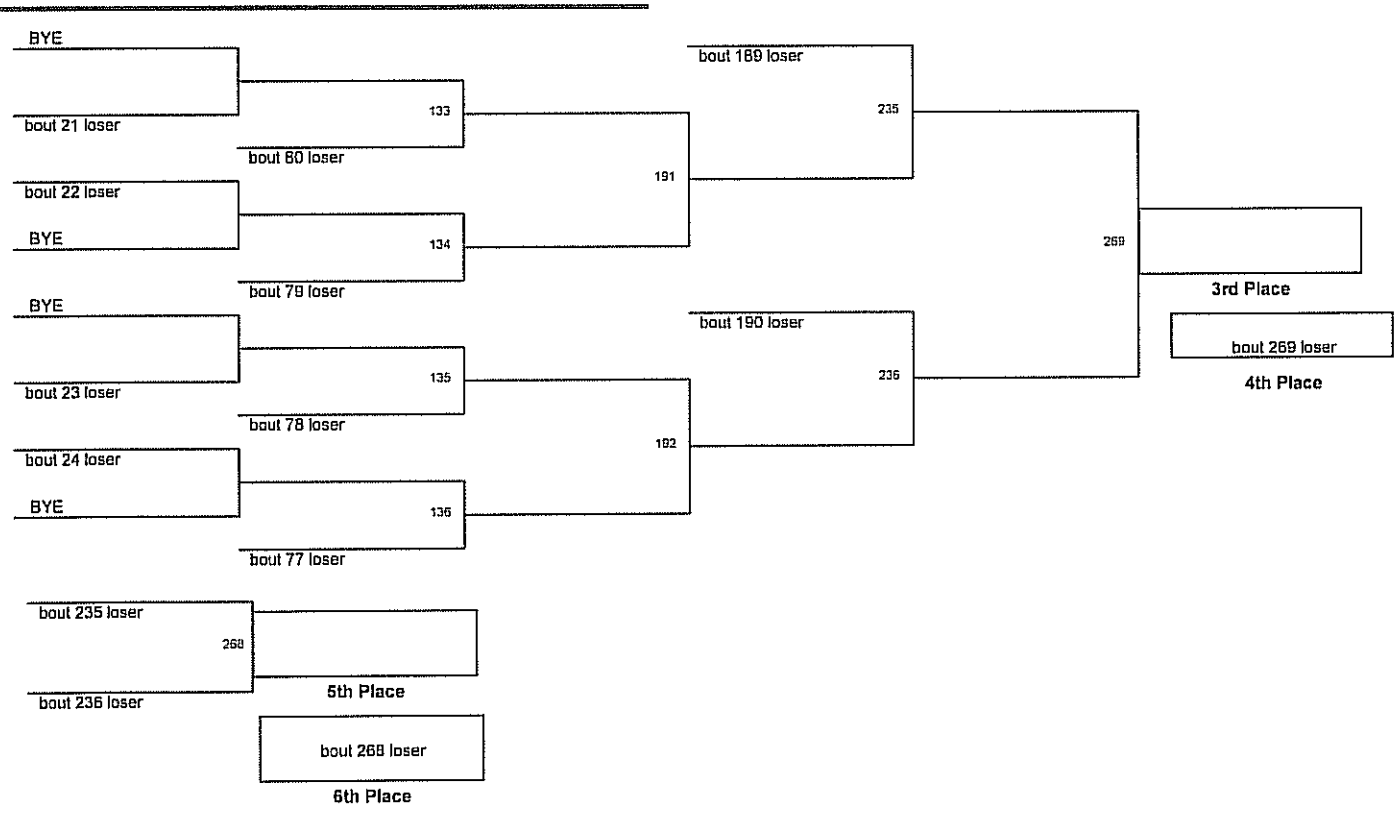 BYE
bout 189 loser
133
235
bout 21 loser
bout 80 loser
191
bout 22 loser
BYE
134
269
bout 79 loser
3rd Place
BYE
bout 190 loser
bout 269 loser
135
236
4th Place
bout 23 loser
bout 78 loser
192
bout 24 loser
BYE
136
bout 77 loser
bout 235 loser
268
5th Place
bout 236 loser
bout 268 loser
6th Place